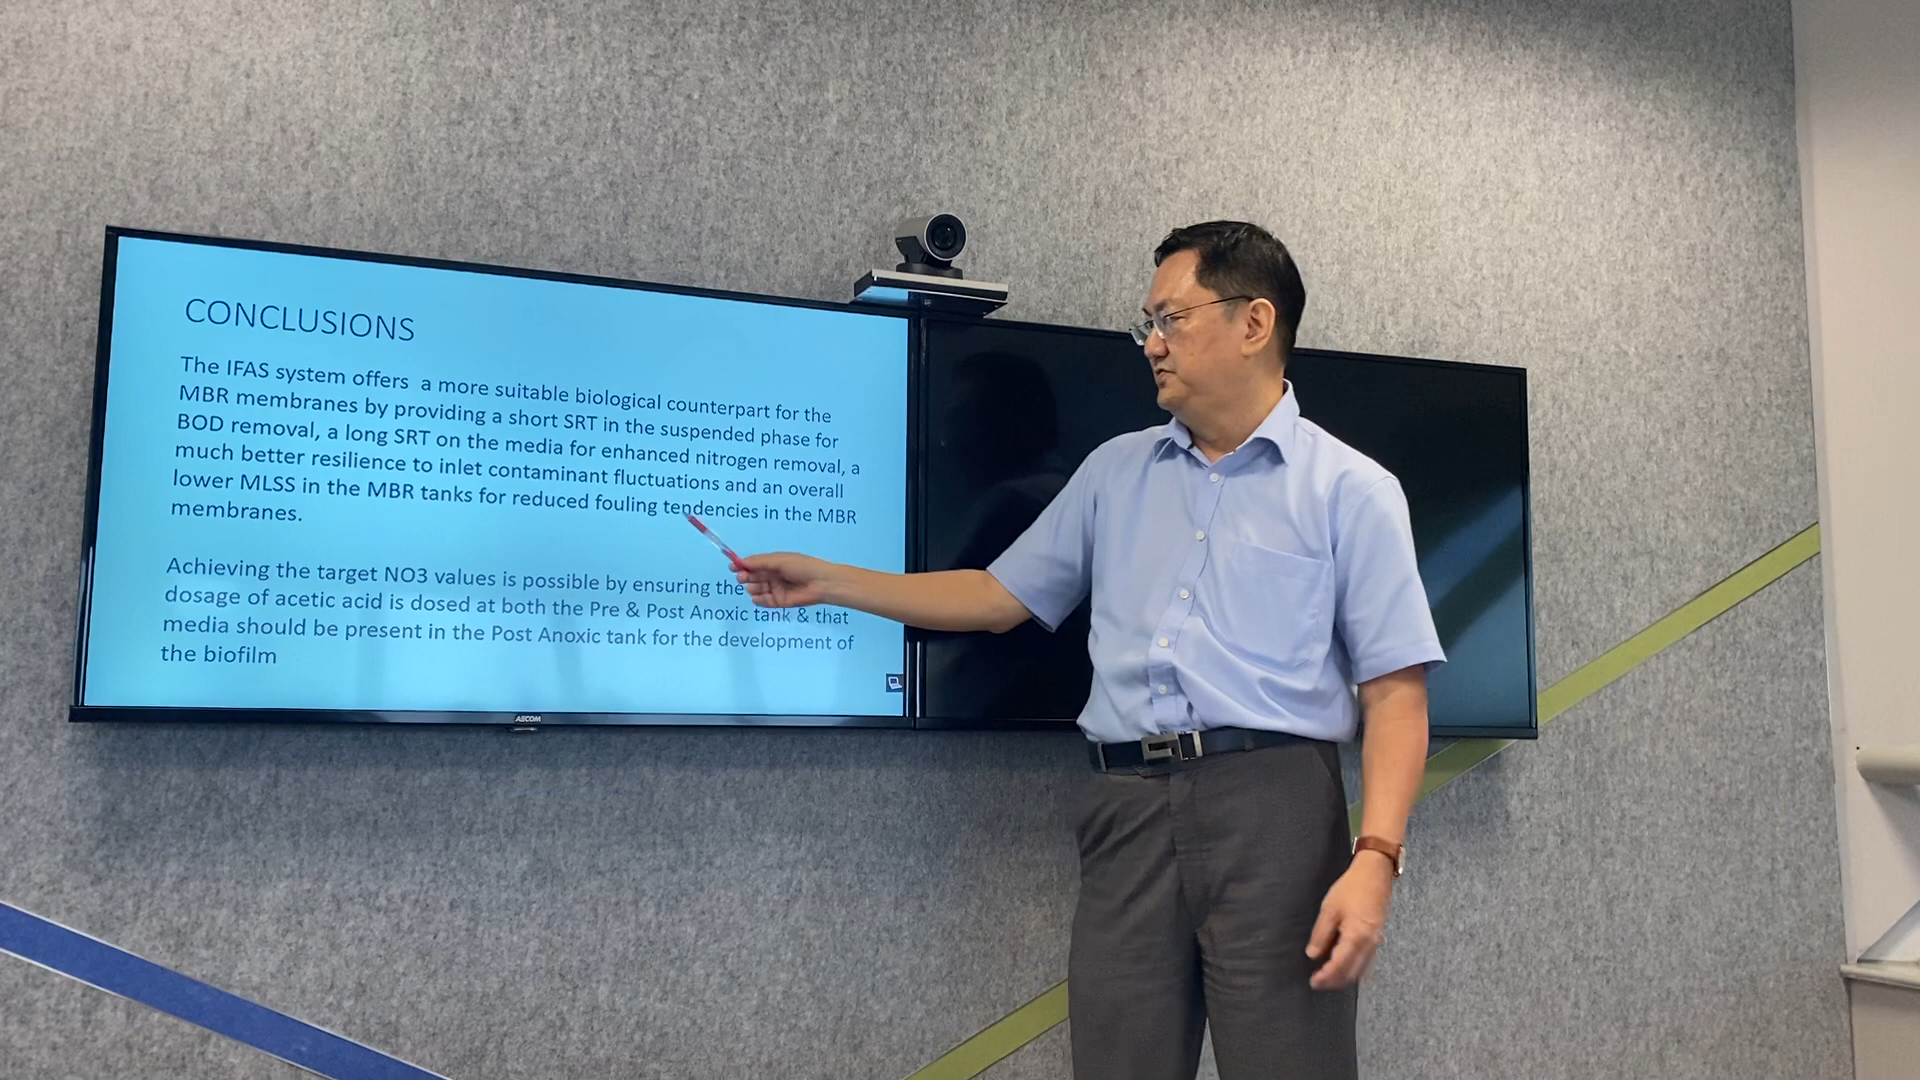 CONCLUSIONS
The IFAS system offers a more suitable biological counterpart for the
MBR membranes by providing a short SRT in the suspended phase for
BOD removal, a long SRT on the media for enhanced nitrogen removal, a
much better resilience to inlet contaminant fluctuations and an overall
lower MLSS in the MBR tanks for reduced fouling tendencies in the MBR
membranes.
Achieving the target NO3 values is possible by ensuring the
dosage of acetic acid is dosed at both the Pre & Post Anoxic tank & that
media should be present in the Post Anoxic tank for the development of
the biofilm
AECOM